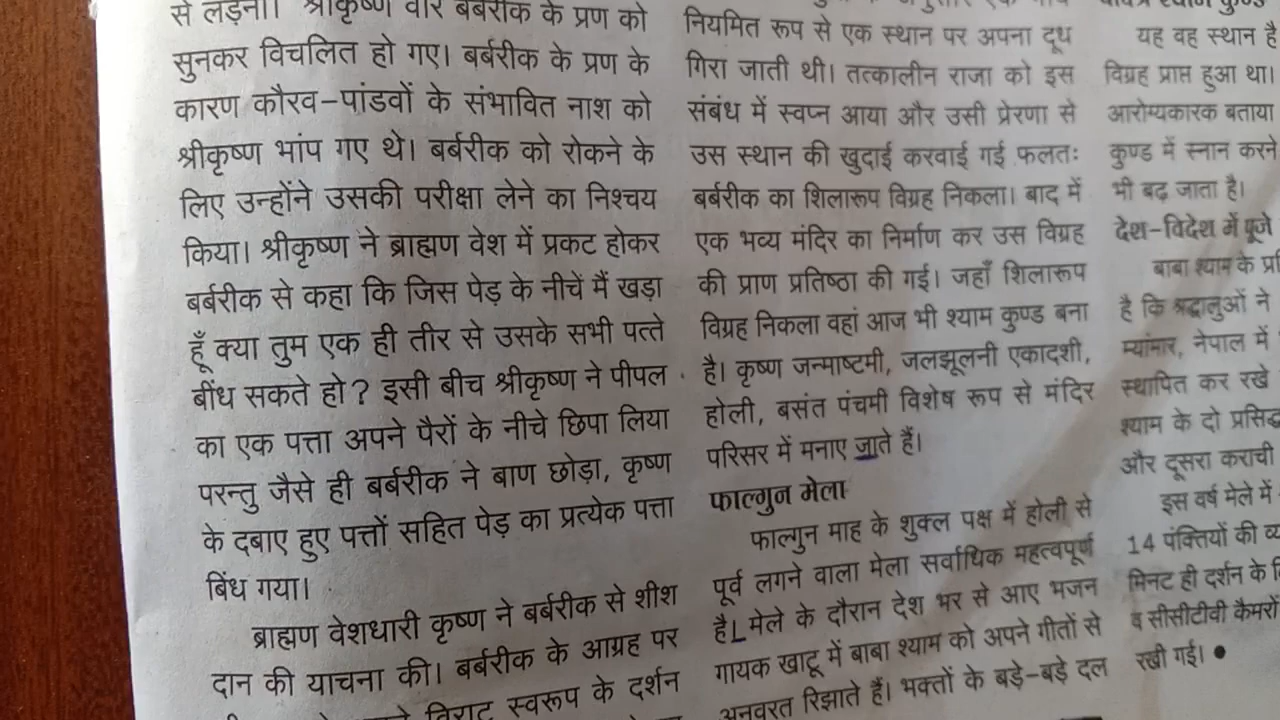 से लड़ना। श्रीकृष्ण वीर बर्बरीक के प्रण को
सुनकर विचलित हो गए। बर्बरीक के प्रण के
कारण कौरव-पांडवों के संभावित नाश को
श्रीकृष्ण भांप गए थे। बर्बरीक को रोकने के
लिए उन्होंने उसकी परीक्षा लेने का निश्चय
किया। श्रीकृष्ण ने ब्राह्मण वेश में प्रकट होकर
बर्बरीक से कहा कि जिस पेड़ के नीचें मैं खड़ा
हूँ क्या तुम एक ही तीर से उसके सभी पत्ते
बींध सकते हो? इसी बीच श्रीकृष्ण ने पीपल
का एक पत्ता अपने पैरों के नीचे छिपा लिया
परन्तु जैसे ही बर्बरीक ने बाण छोड़ा, कृष्ण
के दबाए हुए पत्तों सहित पेड़ का प्रत्येक पत्ता
बिंध गया।
ब्राह्मण वेशधारी कृष्ण ने बर्बरीक से शीश
दान की याचना की। बर्बरीक के आग्रह पर
विराट स्वरूप के दर्शन
नियमित रूप से एक स्थान पर अपना दूध
गिरा जाती थी। तत्कालीन राजा को इस
संबंध में स्वप्न आया और उसी प्रेरणा से
उस स्थान की खुदाई करवाई गई फलतः
बर्बरीक का शिलारूप विग्रह निकला। बाद में
एक भव्य मंदिर का निर्माण कर उस विग्रह
की प्राण प्रतिष्ठा की गई। जहाँ शिलारूप
विग्रह निकला वहां आज भी श्याम कुण्ड बना
है। कृष्ण जन्माष्टमी, जलझूलनी एकादशी,
होली, बसंत पंचमी विशेष रूप से मंदिर
परिसर में मनाए जाते हैं।
फाल्गुन मेला
फाल्गुन माह के शुक्ल पक्ष में होली से
पूर्व लगने वाला मेला सर्वाधिक महत्वपूर्ण
है। मेले के दौरान देश भर से आए भजन
गायक खाटू में बाबा श्याम को अपने गीतों से
अनवरत रिझाते हैं। भक्तों के बड़े-बड़े दल
यह वह स्थान है
विग्रह प्राप्त हुआ था।
आरोग्यकारक बताया
कुण्ड में स्नान करने
भी बढ़ जाता है।
देश-विदेश में पूजे
बाबा श्याम के
है कि श्रद्धालुओं ने
म्यांमार, नेपाल में
स्थापित कर रखे
श्याम के दो
और दूसरा कराची
इस वर्ष मेले में
14 पंक्तियों की
मिनट ही दर्शन के
व सीसीटीवी कैमरों
रखी गई। ●